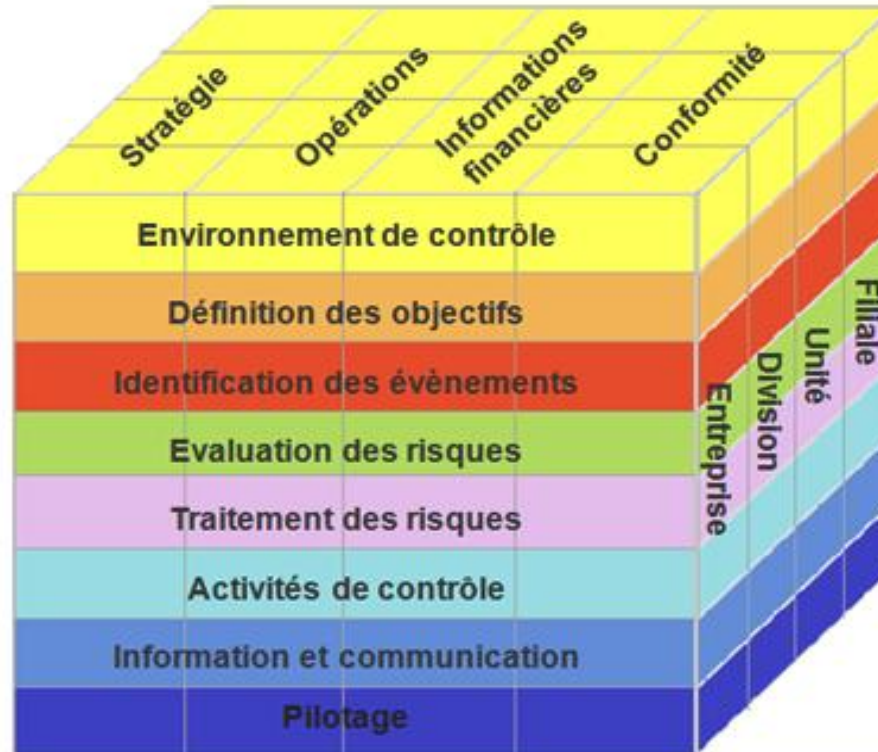 Stratégie
Opérations
Informations
financières
Conformité
Environnement de contrôle
Définition des objectifs
Identification des évènements
Evaluation des risques
Traitement des risques
Activités de contrôle
Information et communication
Pilotage
Entreprise
Division
Unité
Filiale